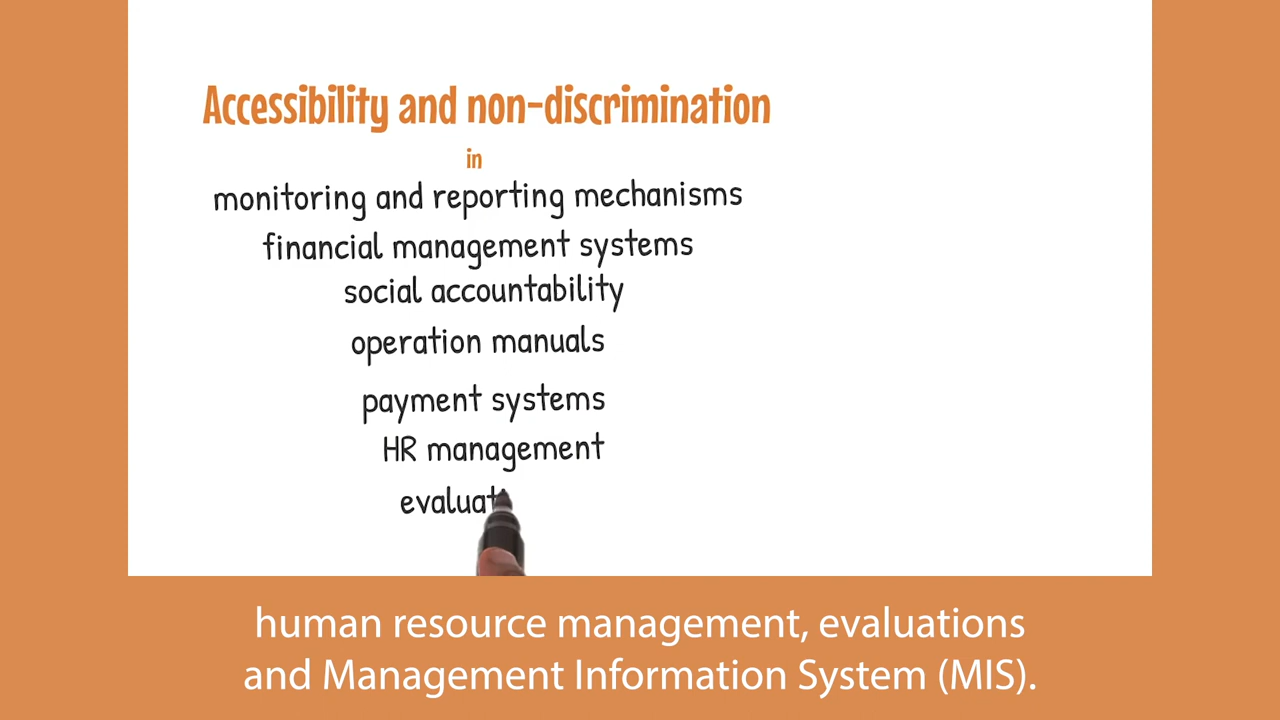 Accessibility and non-discrimination
in
monitoring and reporting mechanisms
financial management systems
social accountability
operation manuals
payment systems
HR management
evaluat
human resource management, evaluations
and Management Information System (MIS).